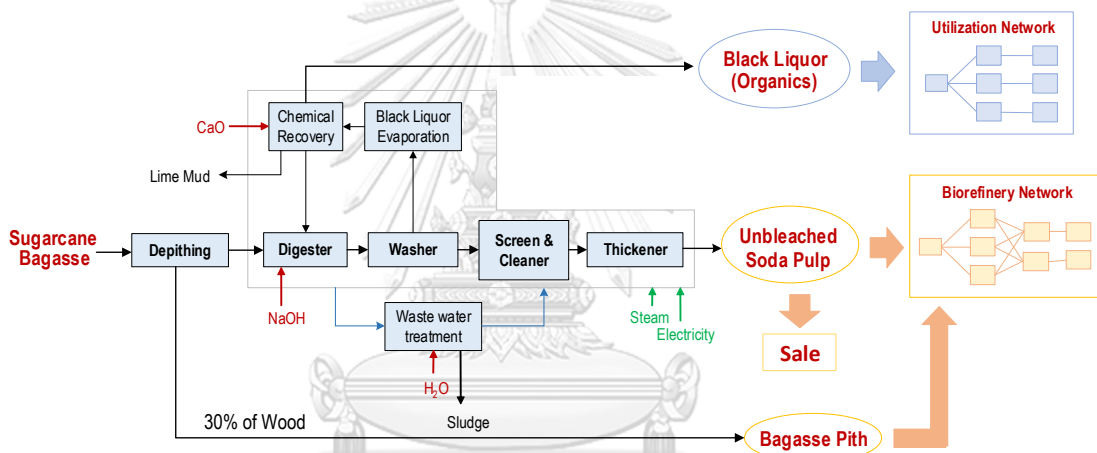 Utilization Network
Black Liquor
(Organics)
Chemical
Recovery
Black Liquor
Evaporation
CaO
Lime Mud
Biorefinery Network
Sugarcane
Bagasse
Depithing
Digester
Washer
Screen &
Cleaner
Thickener
Unbleached
Soda Pulp
NaOH
Waste water
treatment
Steam
Electricity
Sale
H₂O
Sludge
30% of Wood
Bagasse Pith